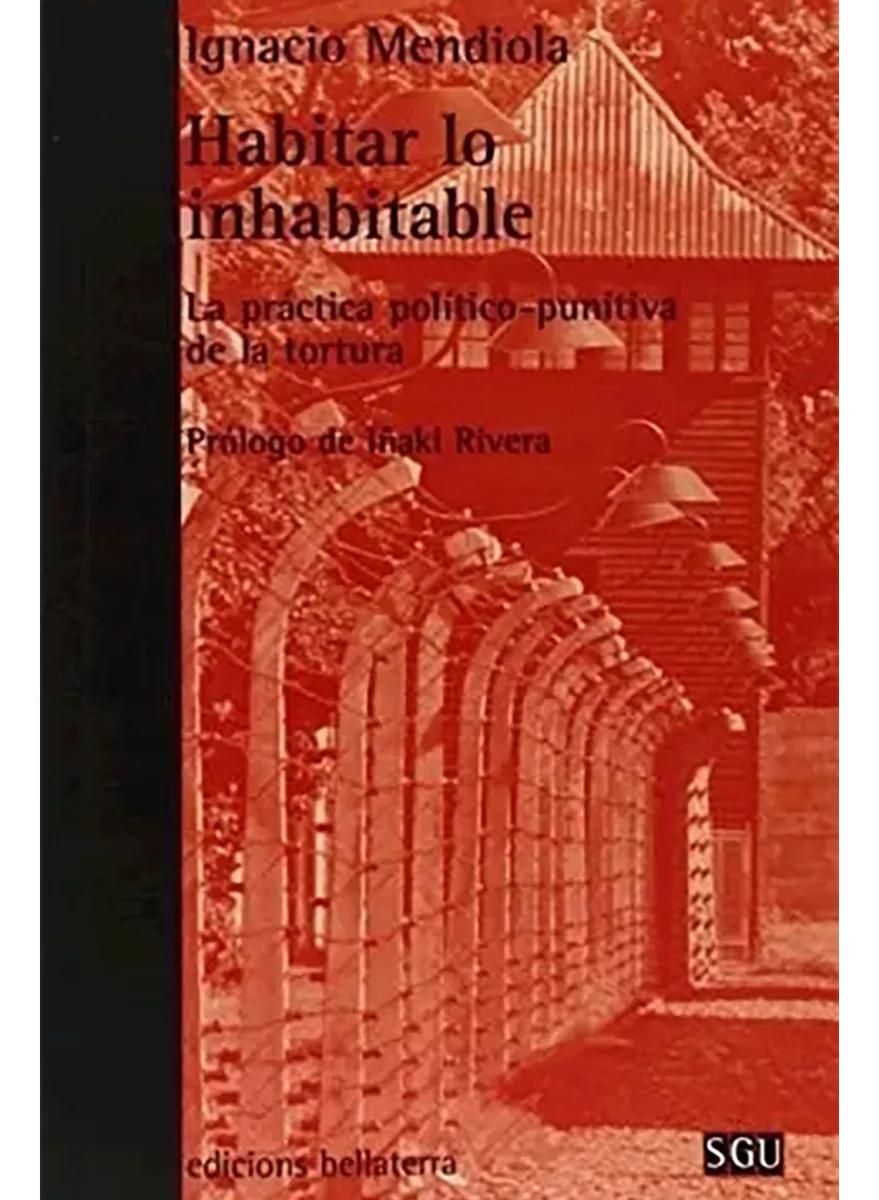 Ignacio Mendiola
Habitar lo
inhabitable
La práctica político-punitiva
de la tortura
Prólogo de Iñaki Rivera
edicions bellaterra
SGU